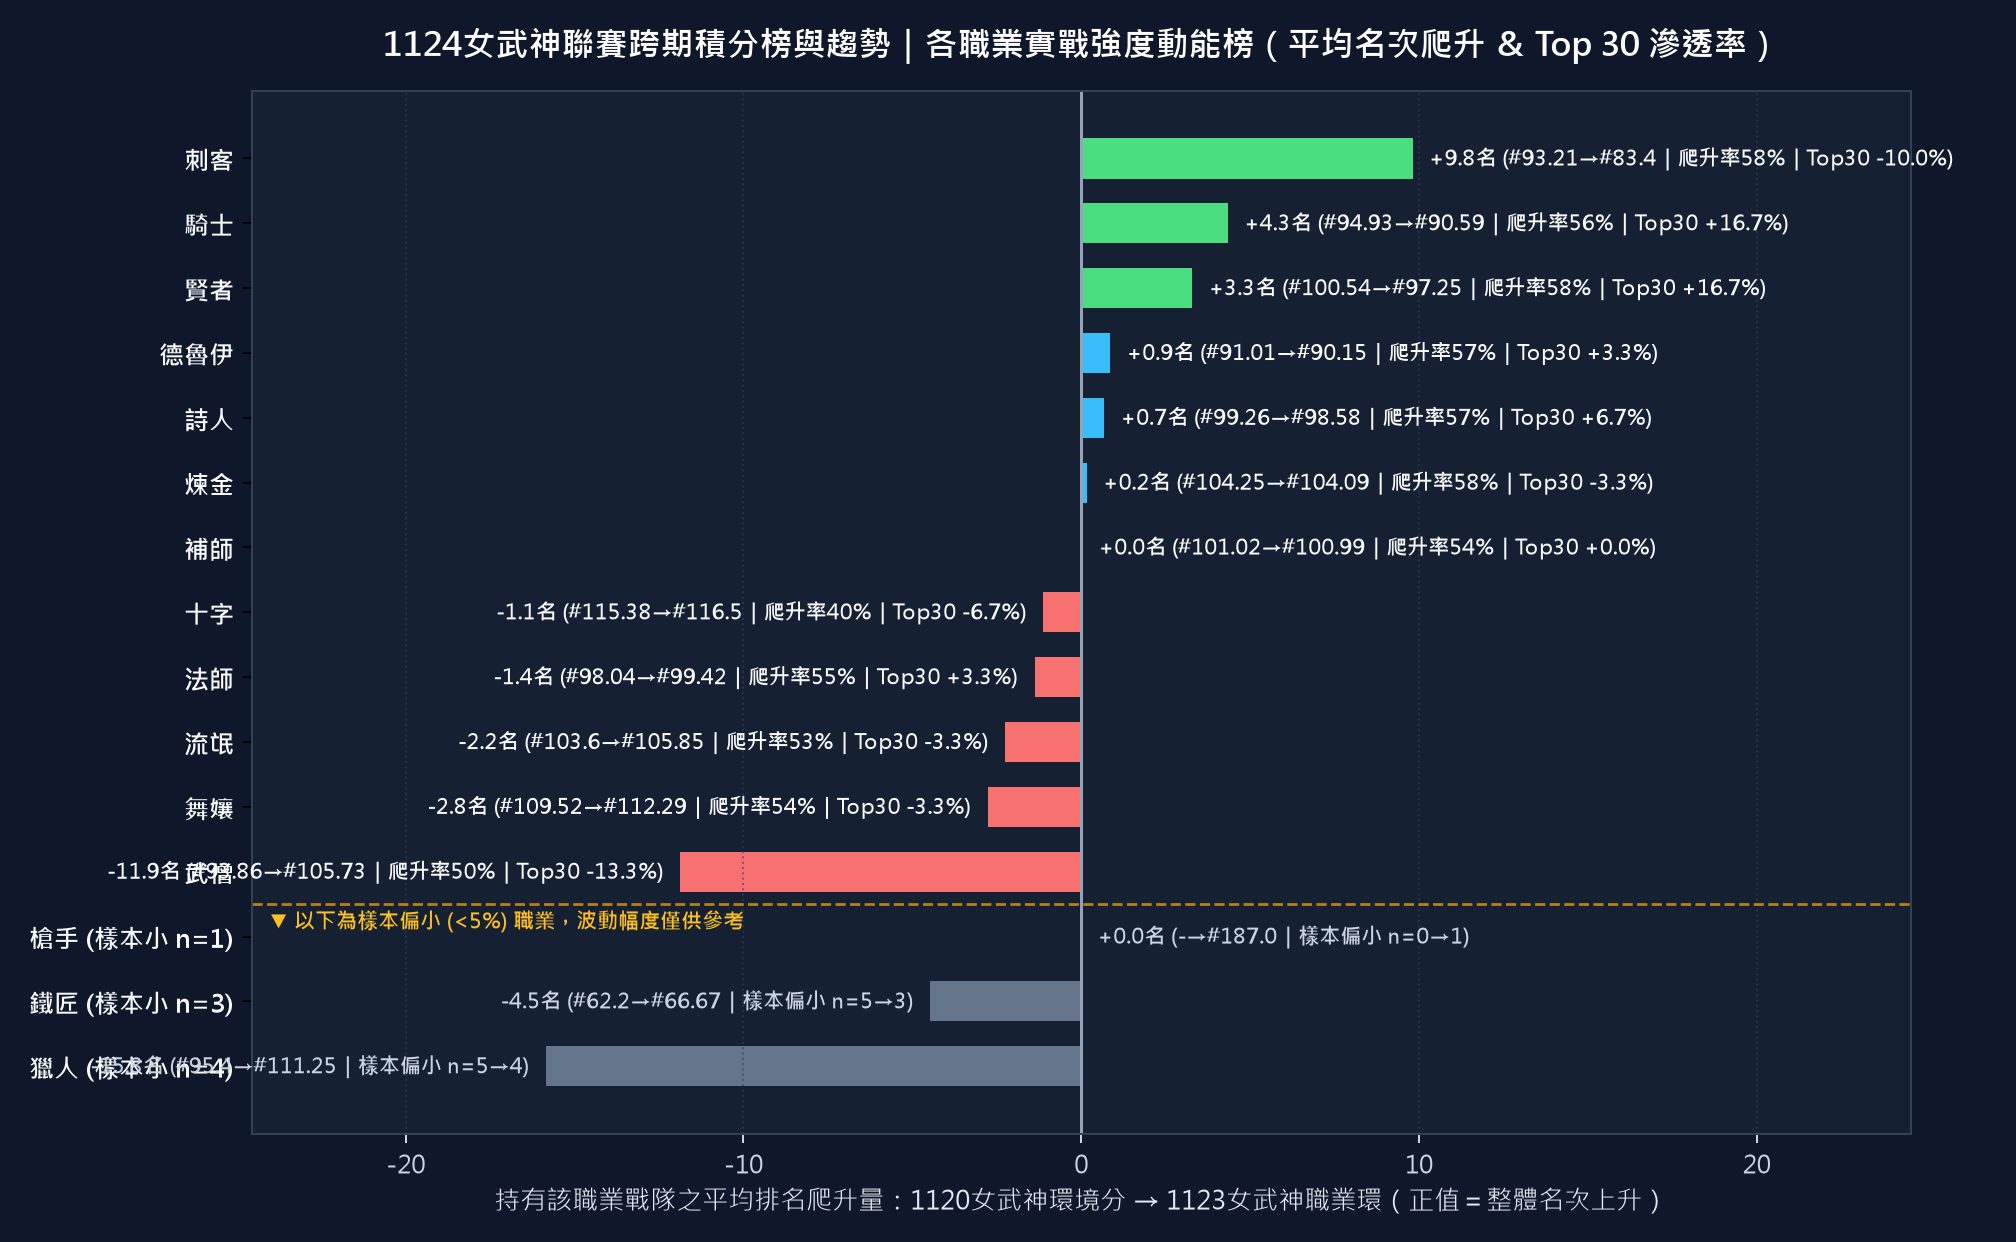 1124女武神聯賽跨期積分榜與趨勢 | 各職業實戰強度動能榜 ( 平均名次爬升 & Top 30 滲透率 )
刺客 +9.8名 (#93.21→#83.4 | 爬升率58% | Top30 -10.0%)
騎士 +4.3名 (#94.93→#90.59 | 爬升率56% | Top30 +16.7%)
賢者 +3.3名 (#100.54→#97.25 | 爬升率58% | Top30 +16.7%)
德魯伊 +0.9名 (#91.01→#90.15 | 爬升率57% | Top30 +3.3%)
詩人 +0.7名 (#99.26→#98.58 | 爬升率57% | Top30 +6.7%)
煉金 +0.2名 (#104.25→#104.09 | 爬升率58% | Top30 -3.3%)
補師 +0.0名 (#101.02→#100.99 | 爬升率54% | Top30 +0.0%)
十字 -1.1名 (#115.38→#116.5 | 爬升率40% | Top30 -6.7%)
法師 -1.4名 (#98.04→#99.42 | 爬升率55% | Top30 +3.3%)
流氓 -2.2名 (#103.6→#105.85 | 爬升率53% | Top30 -3.3%)
舞孃 -2.8名 (#109.52→#112.29 | 爬升率54% | Top30 -3.3%)
武僧 -11.9名 →#105.73 | 爬升率50% | Top30 -13.3%)
▼ 以下為樣本偏小 (<5%) 職業，波動幅度僅供參考
槍手 (樣本小 n=1) +0.0名 (-→#187.0 | 樣本偏小 n=0→1)
鐵匠 (樣本小 n=3) -4.5名 (#62.2→#66.67 | 樣本偏小 n=5→3)
獵人 (樣本小 n=4) →#111.25 | 樣本偏小 n=5→4)
-20 -10 0 10 20
持有該職業戰隊之平均排名爬升量：1120女武神環境分 → 1123女武神職業環 ( 正值 = 整體名次上升 )